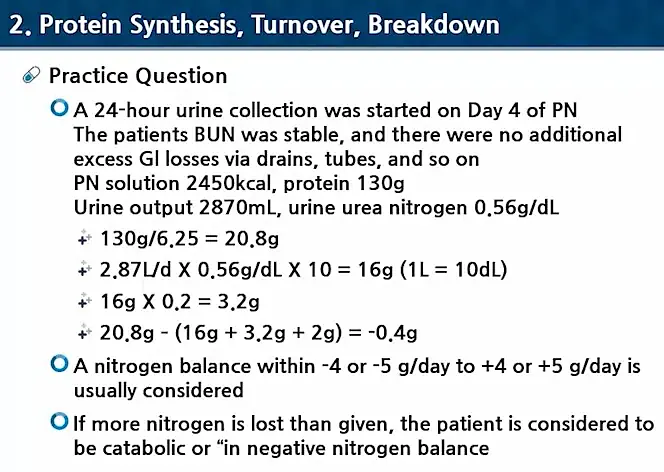 2. Protein Synthesis, Turnover, Breakdown
Practice Question
A 24-hour urine collection was started on Day 4 of PN
The patients BUN was stable, and there were no additional
excess GI losses via drains, tubes, and so on
PN solution 2450kcal, protein 130g
Urine output 2870mL, urine urea nitrogen 0.56g/dL
130g/6.25 = 20.8g
2.87L/d X 0.56g/dL X 10 = 16g (1L = 10dL)
16g X 0.2 = 3.2g
20.8g - (16g + 3.2g + 2g) = -0.4g
A nitrogen balance within -4 or -5 g/day to +4 or +5 g/day is
usually considered
If more nitrogen is lost than given, the patient is considered to
be catabolic or “in negative nitrogen balance